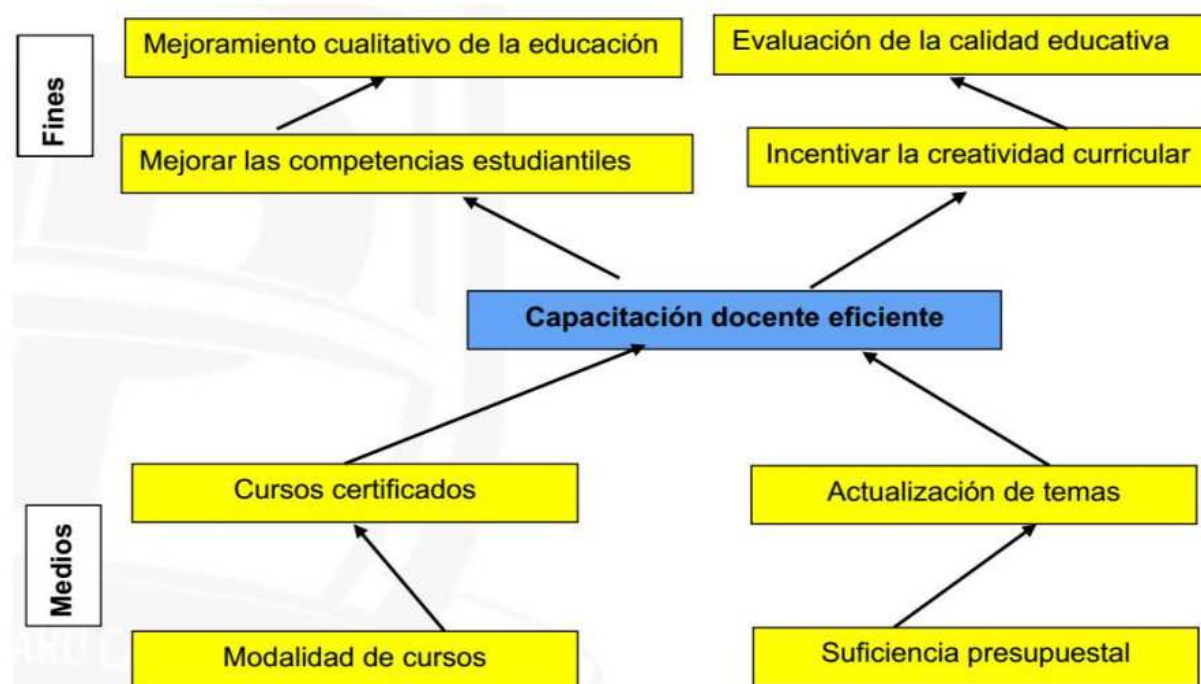 Fines
Mejoramiento cualitativo de la educación
Evaluación de la calidad educativa
Mejorar las competencias estudiantiles
Incentivar la creatividad curricular
Capacitación docente eficiente
Medios
Cursos certificados
Actualización de temas
Modalidad de cursos
Suficiencia presupuestal